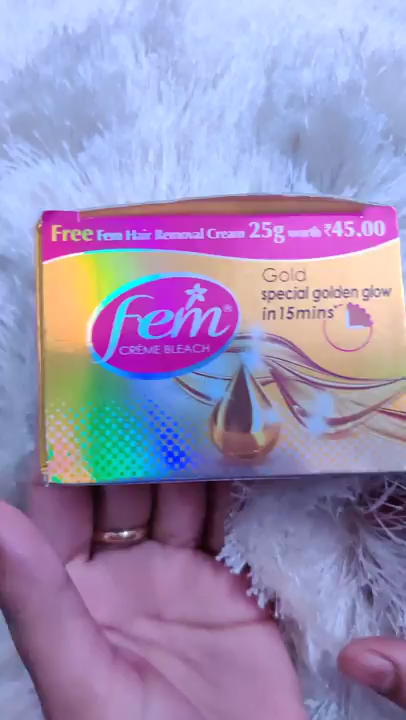 Free Fem Hair Removal Cream 25g worth ₹45.00
Gold
special golden glow
in 15mins*
fem®
CRÈME BLEACH